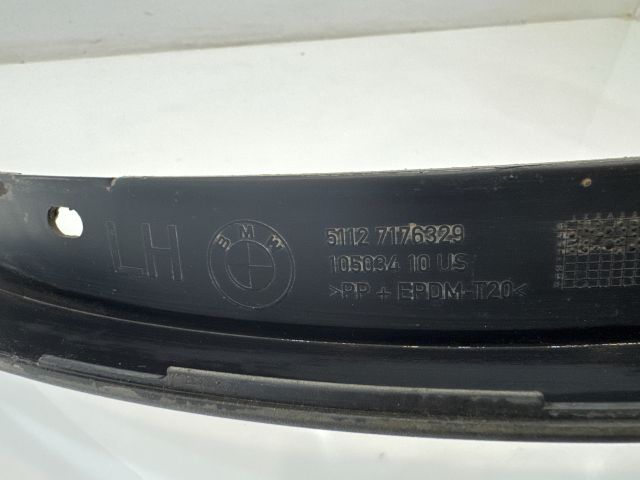 LH
BMW
5112 7176329
105034 10 US
>PP + EPDM-T20<